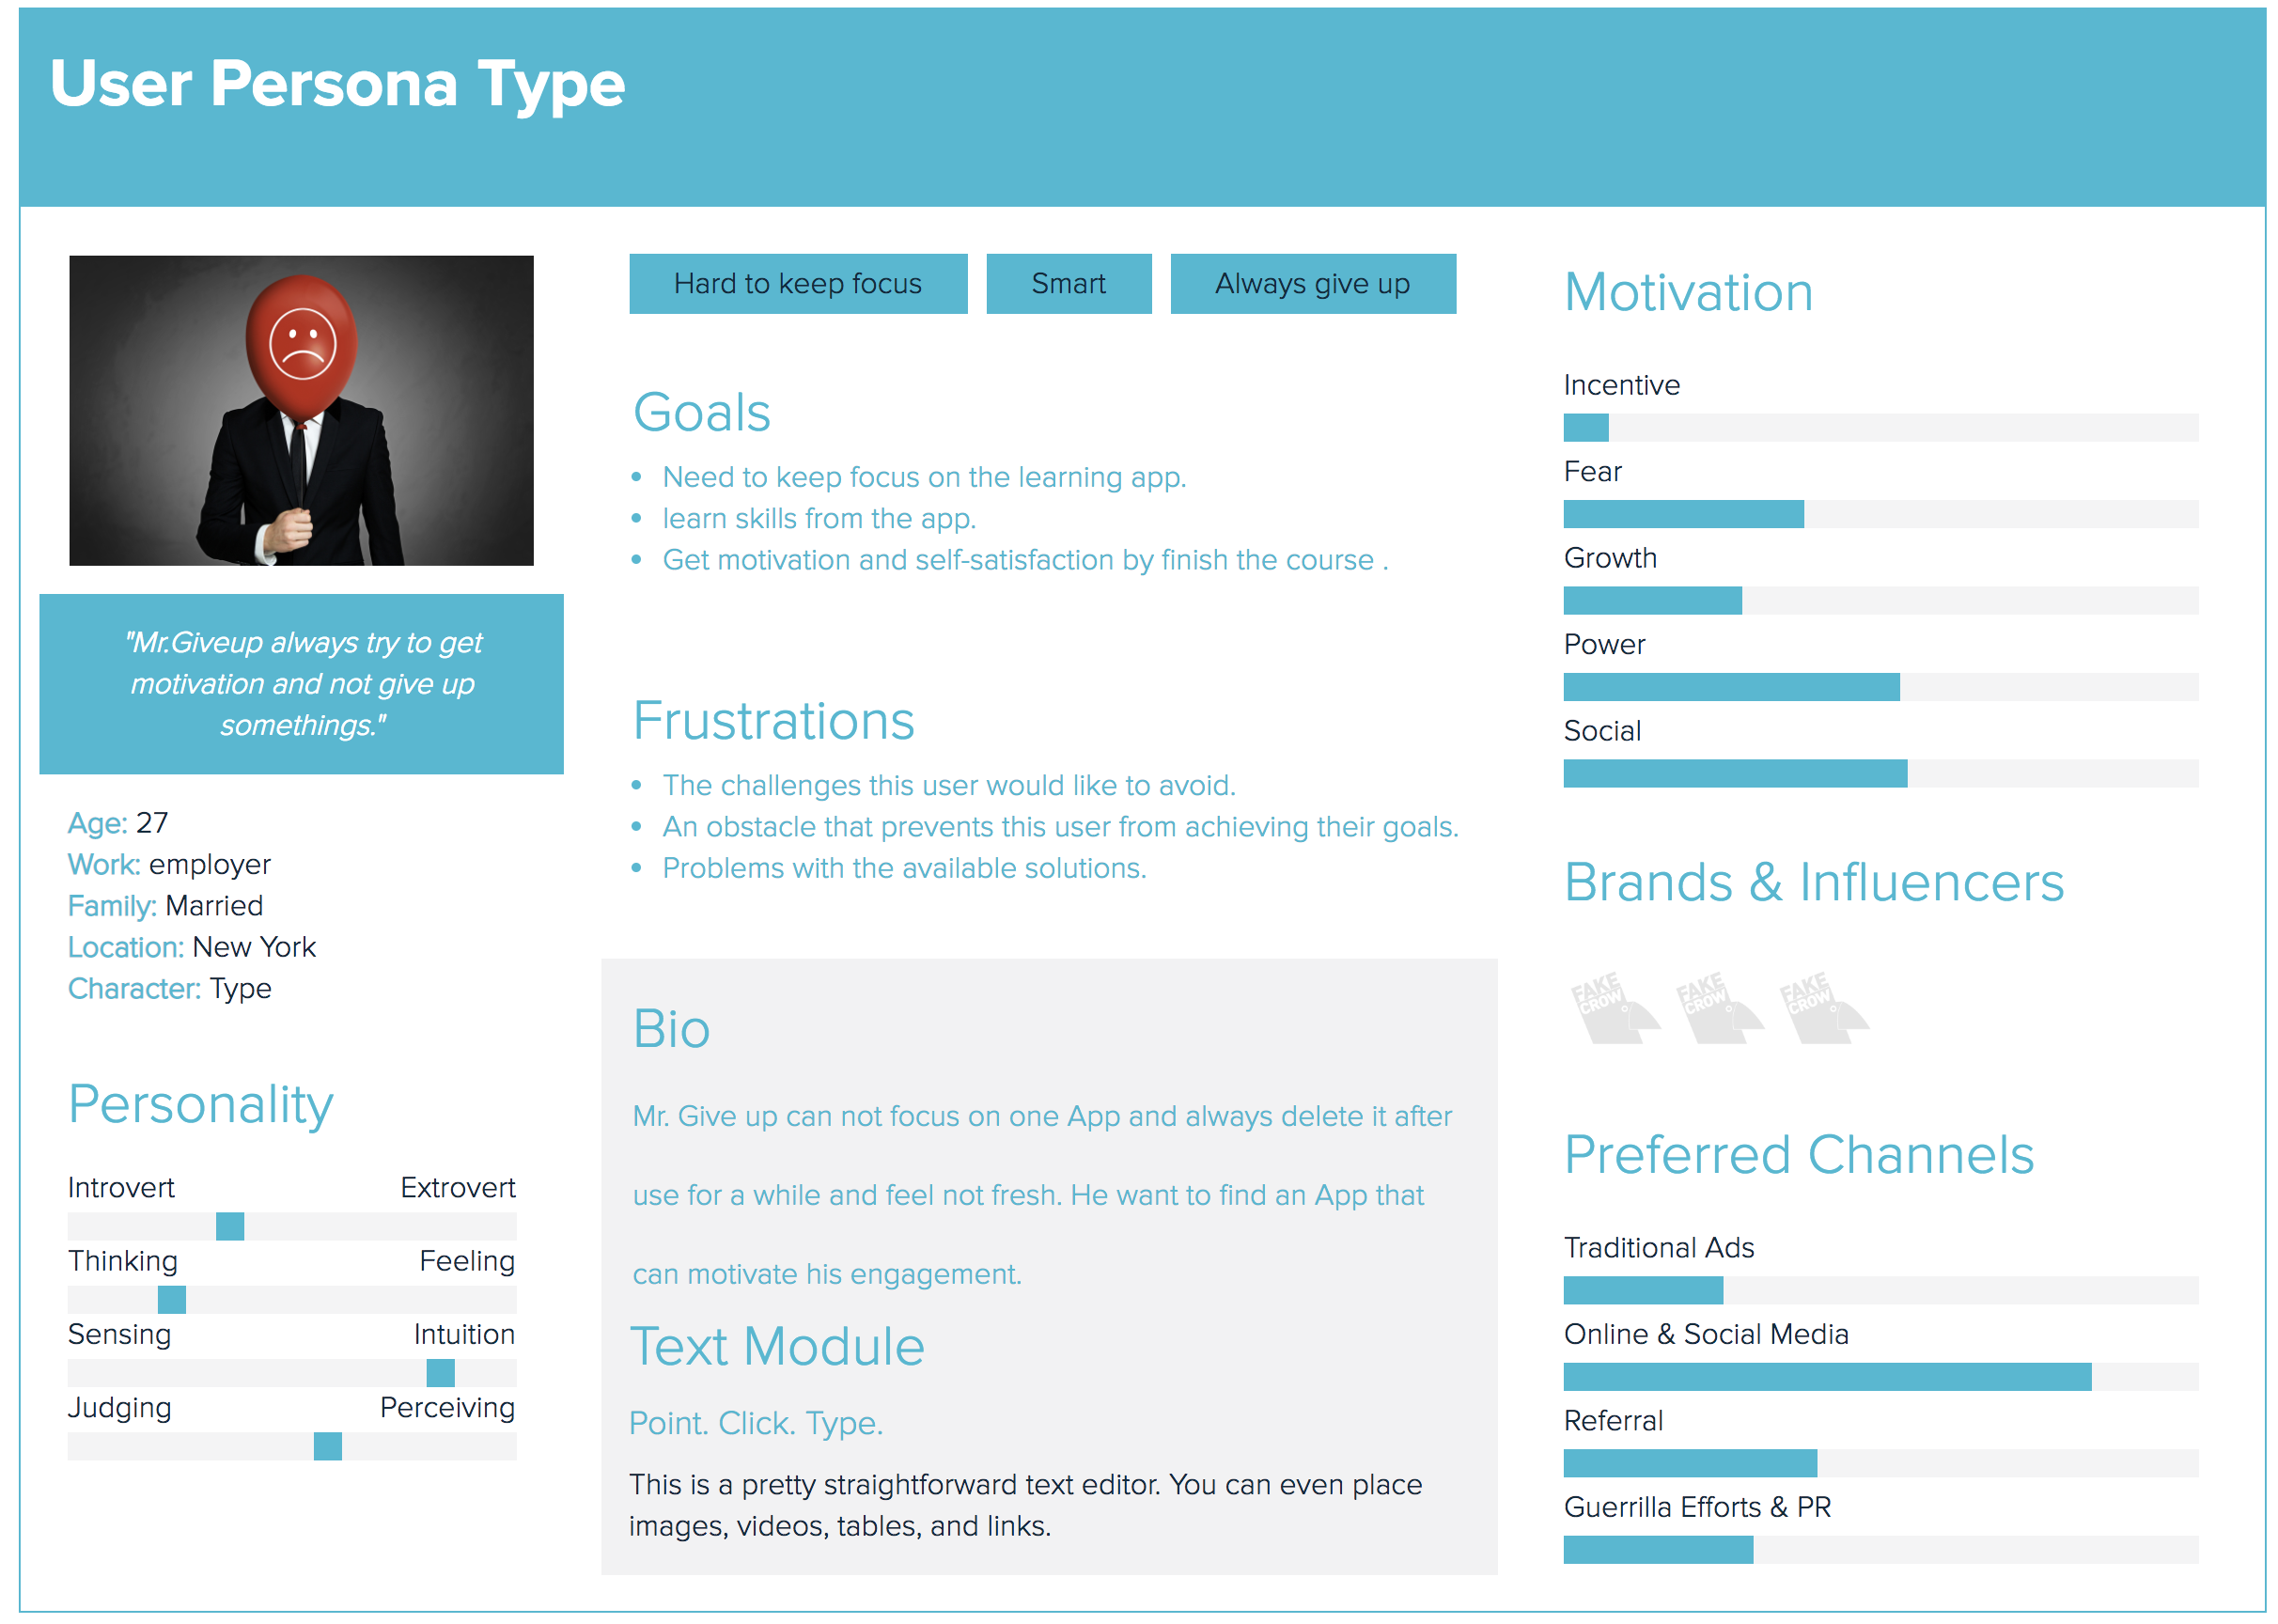 User Persona Type
"Mr.Giveup always try to get
motivation and not give up
somethings."
Age: 27
Work: employer
Family: Married
Location: New York
Character: Type
Personality
Introvert Extrovert
Thinking Feeling
Sensing Intuition
Judging Perceiving
Hard to keep focus
Smart
Always give up
Goals
• Need to keep focus on the learning app.
• learn skills from the app.
• Get motivation and self-satisfaction by finish the course .
Frustrations
• The challenges this user would like to avoid.
• An obstacle that prevents this user from achieving their goals.
• Problems with the available solutions.
Bio
Mr. Give up can not focus on one App and always delete it after
use for a while and feel not fresh. He want to find an App that
can motivate his engagement.
Text Module
Point. Click. Type.
This is a pretty straightforward text editor. You can even place
images, videos, tables, and links.
Motivation
Incentive
Fear
Growth
Power
Social
Brands & Influencers
FAKE
CROW
FAKE
CROW
FAKE
CROW
Preferred Channels
Traditional Ads
Online & Social Media
Referral
Guerrilla Efforts & PR